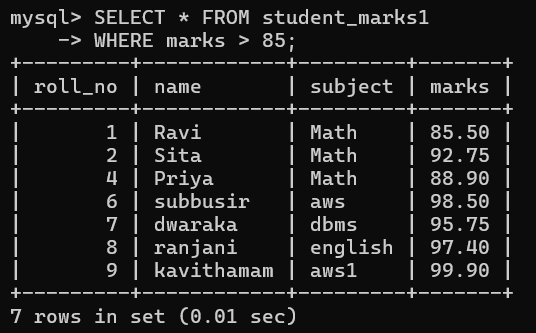 mysql> SELECT * FROM student_marks1
    -> WHERE marks > 85;
+---------+------------+---------+-------+
| roll_no | name       | subject | marks |
+---------+------------+---------+-------+
|       1 | Ravi       | Math    | 85.50 |
|       2 | Sita       | Math    | 92.75 |
|       4 | Priya      | Math    | 88.90 |
|       6 | subbusir   | aws     | 98.50 |
|       7 | dwaraka    | dbms    | 95.75 |
|       8 | ranjani    | english | 97.40 |
|       9 | kavithamam | aws1    | 99.90 |
+---------+------------+---------+-------+
7 rows in set (0.01 sec)